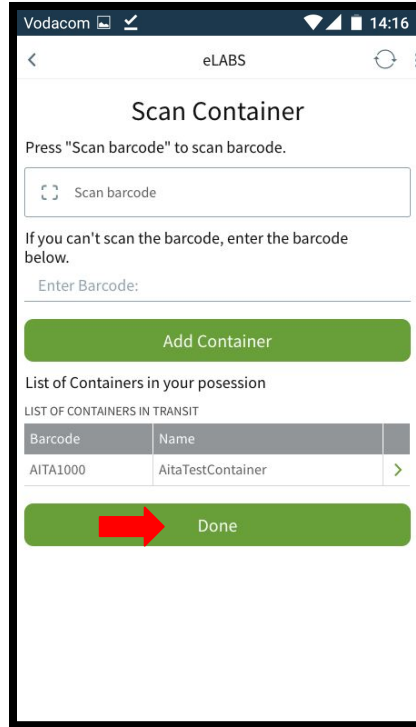 Vodacom 14:16
eLABS
Scan Container
Press "Scan barcode" to scan barcode.
Scan barcode
If you can't scan the barcode, enter the barcode
below.
Enter Barcode:
Add Container
List of Containers in your posession
LIST OF CONTAINERS IN TRANSIT
Barcode Name
AITA1000 AitaTestContainer
Done